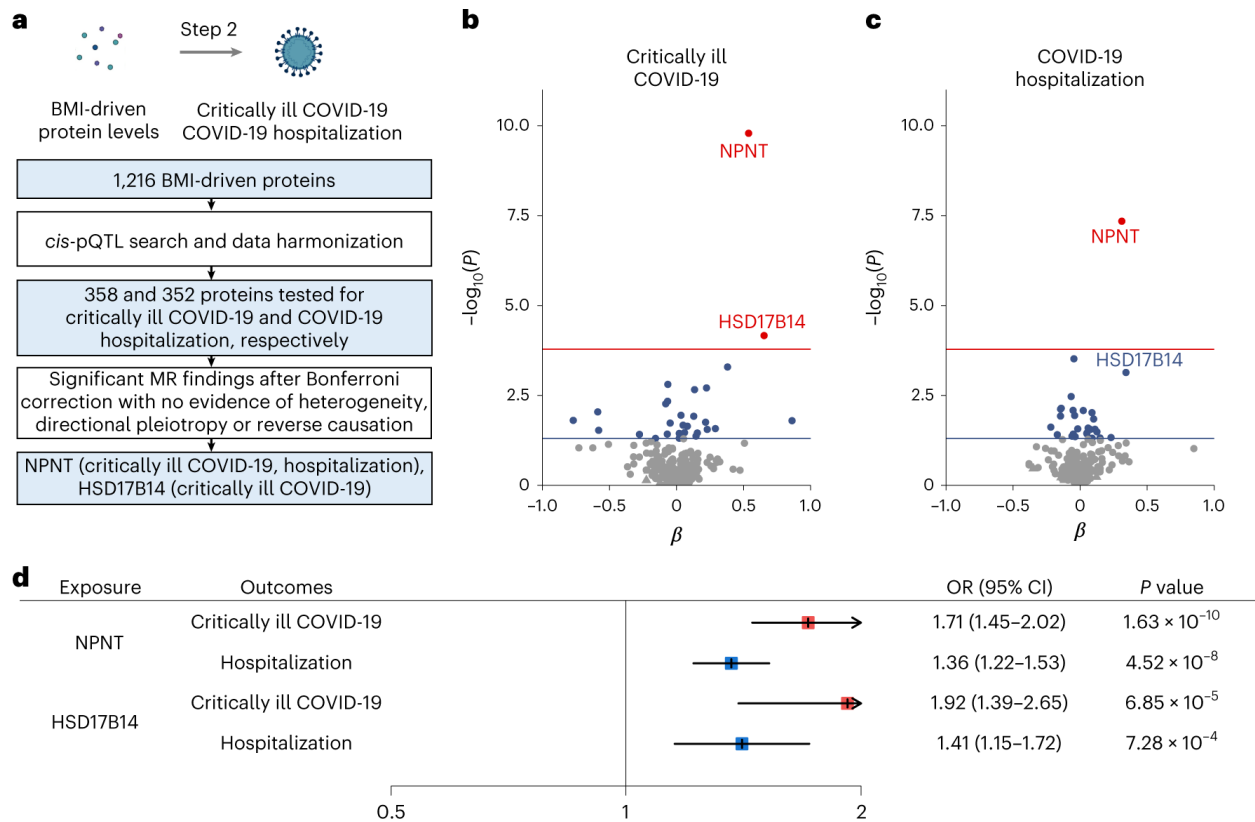 a
Step 2
BMI-driven
protein levels
Critically ill COVID-19
COVID-19 hospitalization
1,216 BMI-driven proteins
cis-pQTL search and data harmonization
358 and 352 proteins tested for
critically ill COVID-19 and COVID-19
hospitalization, respectively
Significant MR findings after Bonferroni
correction with no evidence of heterogeneity,
directional pleiotropy or reverse causation
NPNT (critically ill COVID-19, hospitalization),
HSD17B14 (critically ill COVID-19)
b
Critically ill
COVID-19
−log10(P)
10.0
7.5
5.0
2.5
0
NPNT
HSD17B14
−1.0 −0.5 0 0.5 1.0
β
c
COVID-19
hospitalization
−log10(P)
10.0
7.5
5.0
2.5
0
NPNT
HSD17B14
−1.0 −0.5 0 0.5 1.0
β
d
Exposure Outcomes OR (95% CI) P value
NPNT
Critically ill COVID-19 1.71 (1.45–2.02) 1.63 × 10−10
Hospitalization 1.36 (1.22–1.53) 4.52 × 10−8
HSD17B14
Critically ill COVID-19 1.92 (1.39–2.65) 6.85 × 10−5
Hospitalization 1.41 (1.15–1.72) 7.28 × 10−4
0.5 1 2